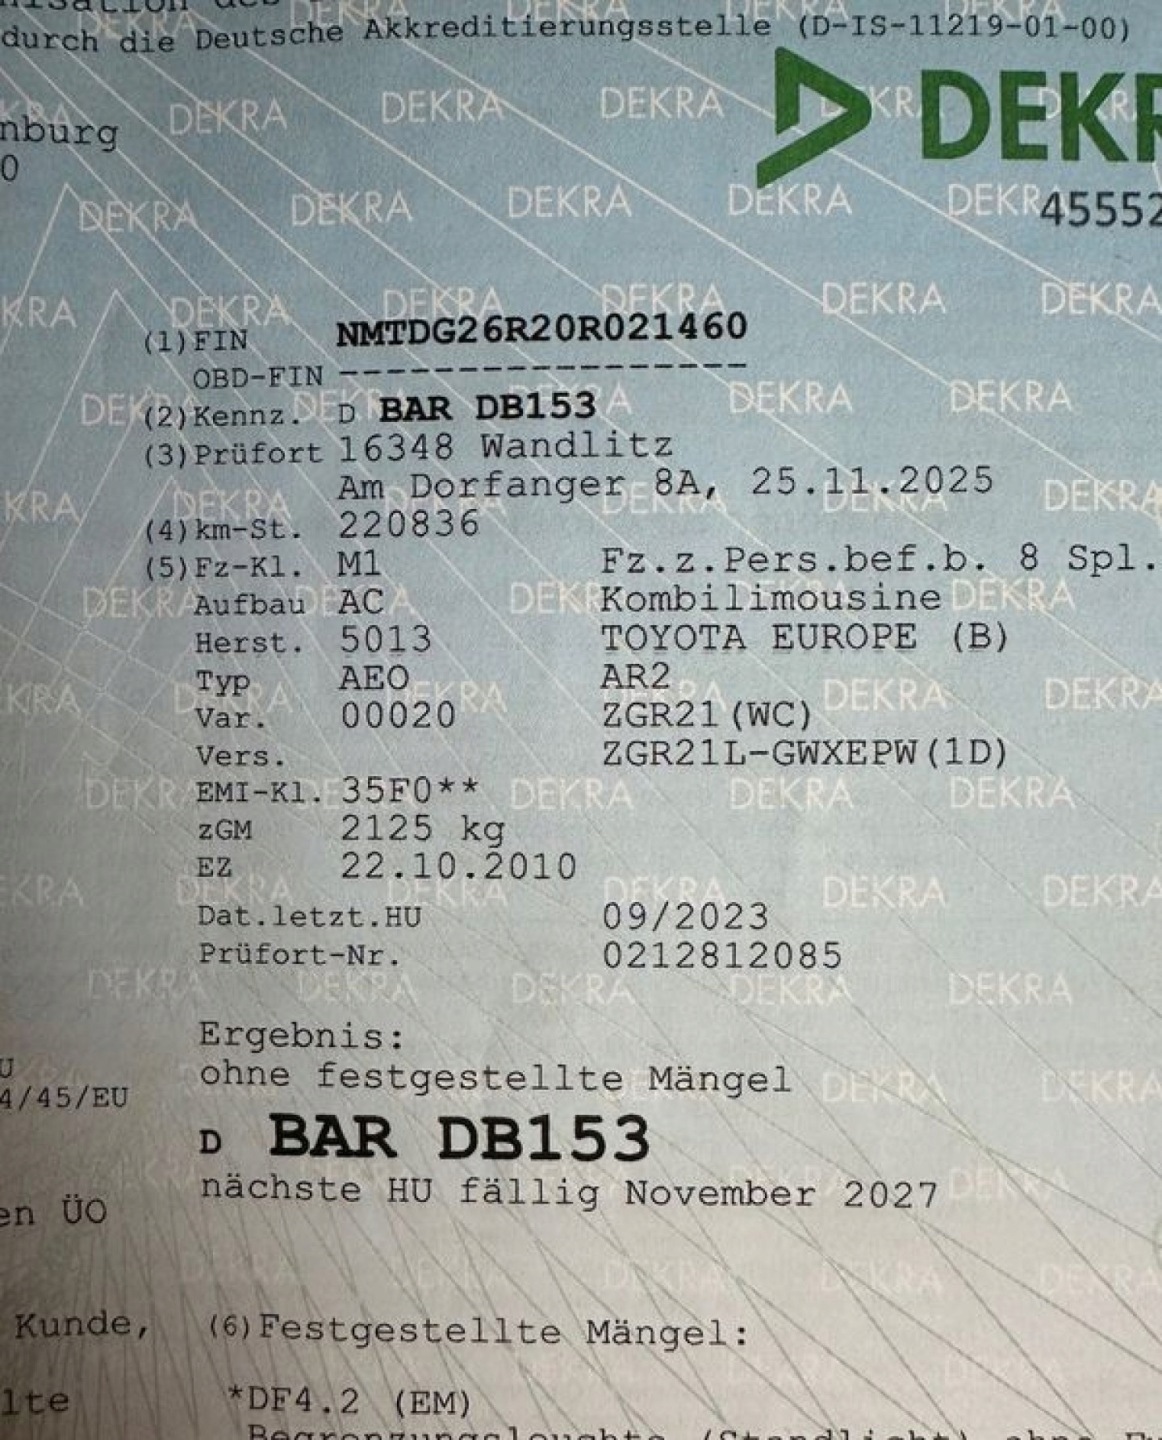 durch die Deutsche Akkreditierungsstelle (D-IS-11219-01-00)
DEKR
nburg
0
45552
(1) FIN NMTDG26R20R021460
OBD-FIN -----------------
(2) Kennz. D BAR DB153
(3) Prüfort 16348 Wandlitz
Am Dorfanger 8A, 25.11.2025
(4) km-St. 220836
(5) Fz-Kl. M1 Fz.z.Pers.bef.b. 8 Spl.
Aufbau AC Kombilimousine
Herst. 5013 TOYOTA EUROPE (B)
Typ AEO AR2
Var. 00020 ZGR21(WC)
Vers. ZGR21L-GWXEPW(1D)
EMI-Kl. 35F0**
zGM 2125 kg
EZ 22.10.2010
Dat.letzt.HU 09/2023
Prüfort-Nr. 0212812085
Ergebnis:
U
ohne festgestellte Mängel
4/45/EU
D BAR DB153
nächste HU fällig November 2027
en ÜO
Kunde, (6) Festgestellte Mängel:
lte *DF4.2 (EM)
Begrenzungsleuchte (Standlicht) ohne